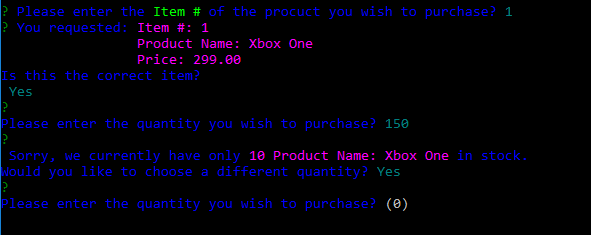 ? Please enter the Item # of the procuct you wish to purchase? 1
? You requested: Item #: 1
Product Name: Xbox One
Price: 299.00
Is this the correct item?
Yes
?
Please enter the quantity you wish to purchase? 150
?
Sorry, we currently have only 10 Product Name: Xbox One in stock.
Would you like to choose a different quantity? Yes
?
Please enter the quantity you wish to purchase? (0)